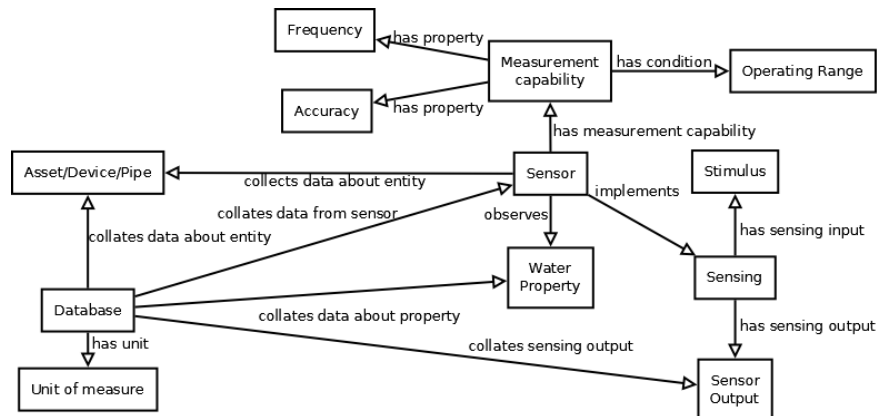 Frequency
has property
Measurement
capability
has condition
Operating Range
Accuracy
has property
has measurement capability
Asset/Device/Pipe
collects data about entity
Sensor
Stimulus
implements
collates data from sensor
observes
collates data about entity
has sensing input
Water
Property
Sensing
Database
collates data about property
has unit
collates sensing output
has sensing output
Unit of measure
Sensor
Output